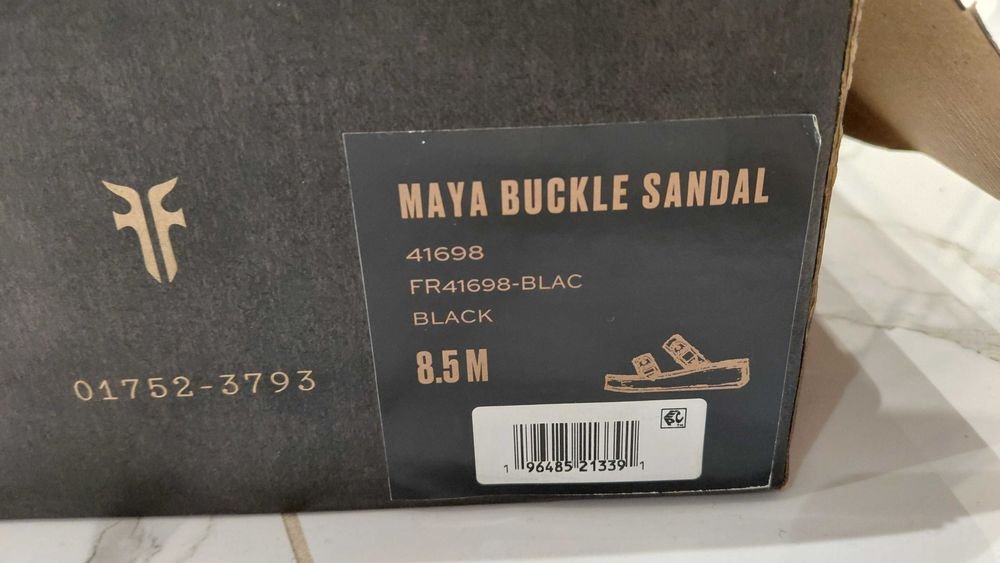 MAYA BUCKLE SANDAL
41698
FR41698-BLAC
BLACK
8.5 M
01752-3793
1 96485 21339 1